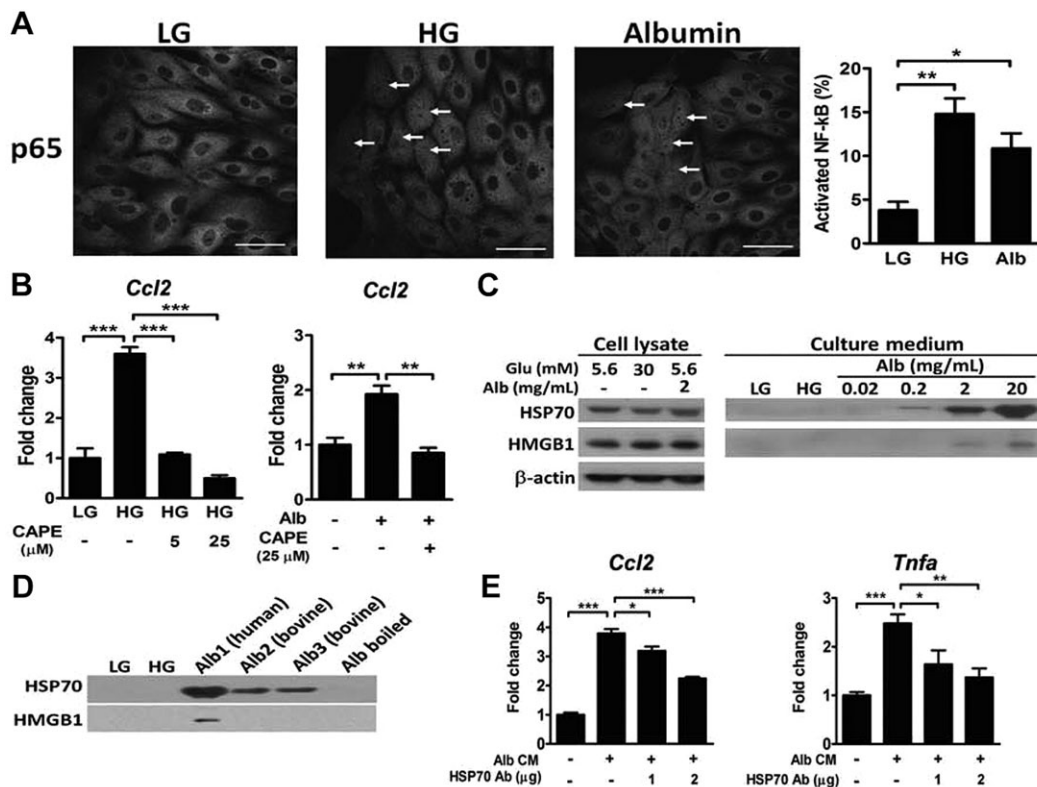 A
LG
HG
Albumin
p65
Activated NF-kB (%)
20
15
10
5
0
**
*
LG HG Alb
B
Ccl2
Fold change
4
2
1
0
***
***
***
LG HG HG HG
CAPE (μM) - - 5 25
Ccl2
Fold change
3
2
1
0
**
**
Alb - + +
CAPE (25 μM) - - +
C
Cell lysate
Glu (mM) 5.6 30 5.6
Alb (mg/mL) - - 2
HSP70
HMGB1
β-actin
Culture medium
Alb (mg/mL)
LG HG 0.02 0.2 2 20
D
LG HG Alb1 (human) Alb2 (bovine) Alb3 (bovine) Alb boiled
HSP70
HMGB1
E
Ccl2
Fold change
5
4
3
2
1
0
***
*
***
Alb CM - + + +
HSP70 Ab (μg) - - 1 2
Tnfa
Fold change
3
2
1
0
***
*
**
Alb CM - + + +
HSP70 Ab (μg) - - 1 2